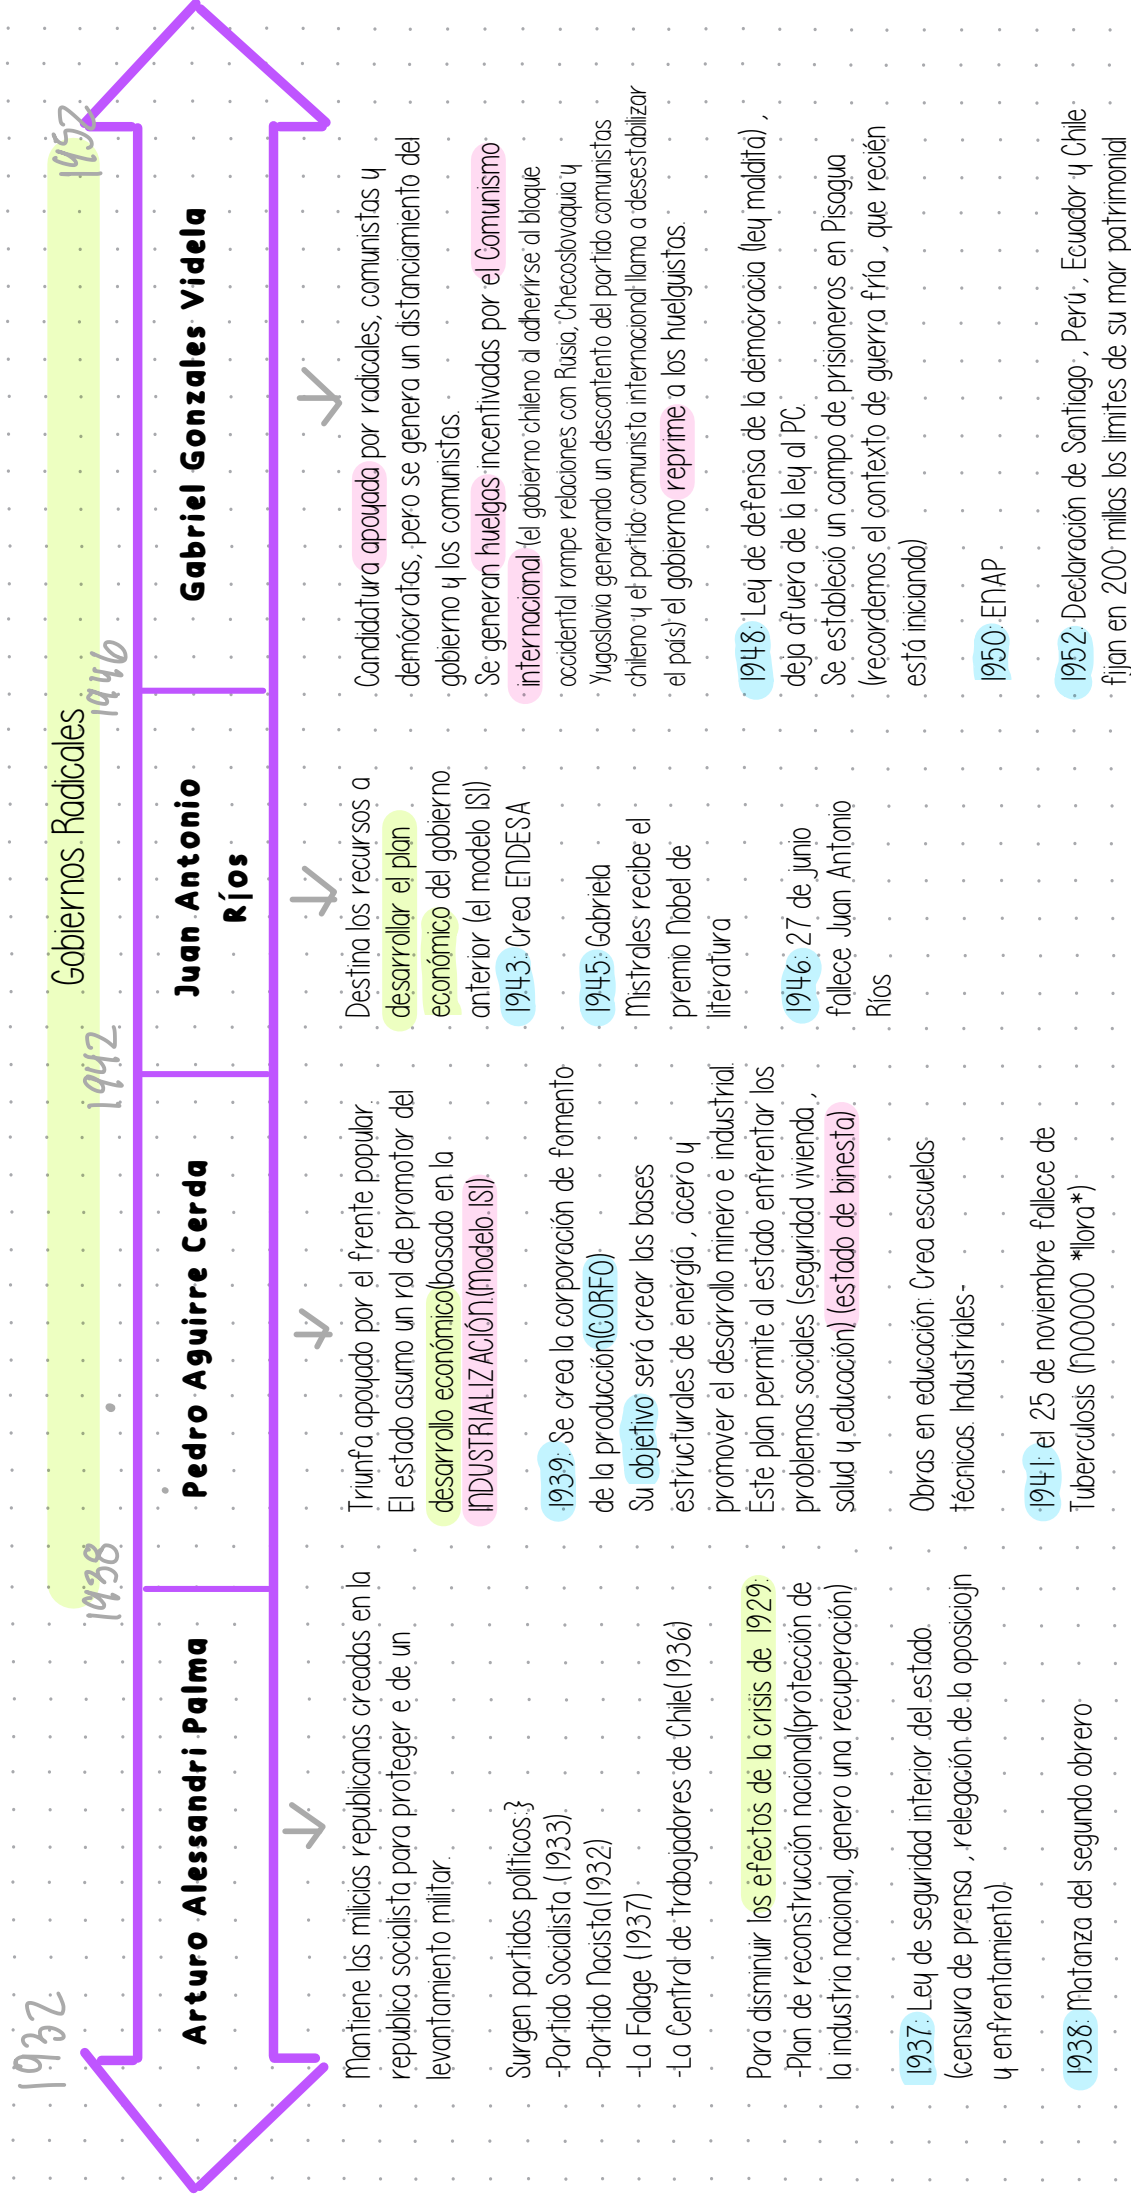 Gobiernos Radicales
1932
1938
1942
1946
1952
Arturo Alessandri Palma
Mantiene las milicias republicanas creadas en la
republica socialista para proteger e de un
levantamiento militar.
Surgen partidos políticos:}
-Partido Socialista (1933)
-Partido Nacista(1932)
-La Falage (1937)
-La Central de trabajadores de Chile(1936)
Para disminuir los efectos de la crisis de 1929:
-Plan de reconstrucción nacional(protección de
la industria nacional, genero una recuperación)
1937: Ley de seguridad interior del estado.
(censura de prensa , relegación de la oposiciojn
y enfrentamiento)
1938: Matanza del segundo obrero
Pedro Aguirre Cerda
Triunfa apoyado por el frente popular.
El estado asumo un rol de promotor del
desarrollo económico(basado en la
INDUSTRIALIZACIÓN.(Modelo ISI).
1939: Se crea la corporación de fomento
de la producción(CORFO)
Su objetivo será crear las bases
estructurales de energía , acero y
promover el desarrollo minero e industrial.
Este plan permite al estado enfrentar los
problemas sociales (seguridad vivienda ,
salud y educación) (estado de binesta)
Obras en educación: Crea escuelas
técnicas. Industriales-
1941: el 25 de noviembre fallece de
Tuberculosis (nooooo *llora*)
Juan Antonio
Ríos
Destina los recursos a
desarrollar el plan
económico del gobierno
anterior (el modelo ISI)
1943: Crea ENDESA
1945: Gabriela
Mistrales recibe el
premio Nobel de
literatura
1946: 27 de junio
fallece Juan Antonio
Ríos
Gabriel Gonzales Videla
Candidatura apoyada por radicales, comunistas y
demócratas, pero se genera un distanciamiento del
gobierno y los comunistas.
Se generan huelgas incentivadas por el Comunismo
internacional (el gobierno chileno al adherirse al bloque
occidental rompe relaciones con Rusia, Checoslovaquia y
Yugoslavia generando un descontento del partido comunistas
chileno y el partido comunista internacional llama a desestabilizar
el país) el gobierno reprime a los huelguistas.
1948: Ley de defensa de la democracia (ley maldita) ,
deja afuera de la ley al PC.
Se estableció un campo de prisioneros en Pisagua
(recordemos el contexto de guerra fría , que recién
está iniciando)
1950: ENAP
1952: Declaración de Santiago , Perú , Ecuador y Chile
fijan en 200 millas los limites de su mar patrimonial